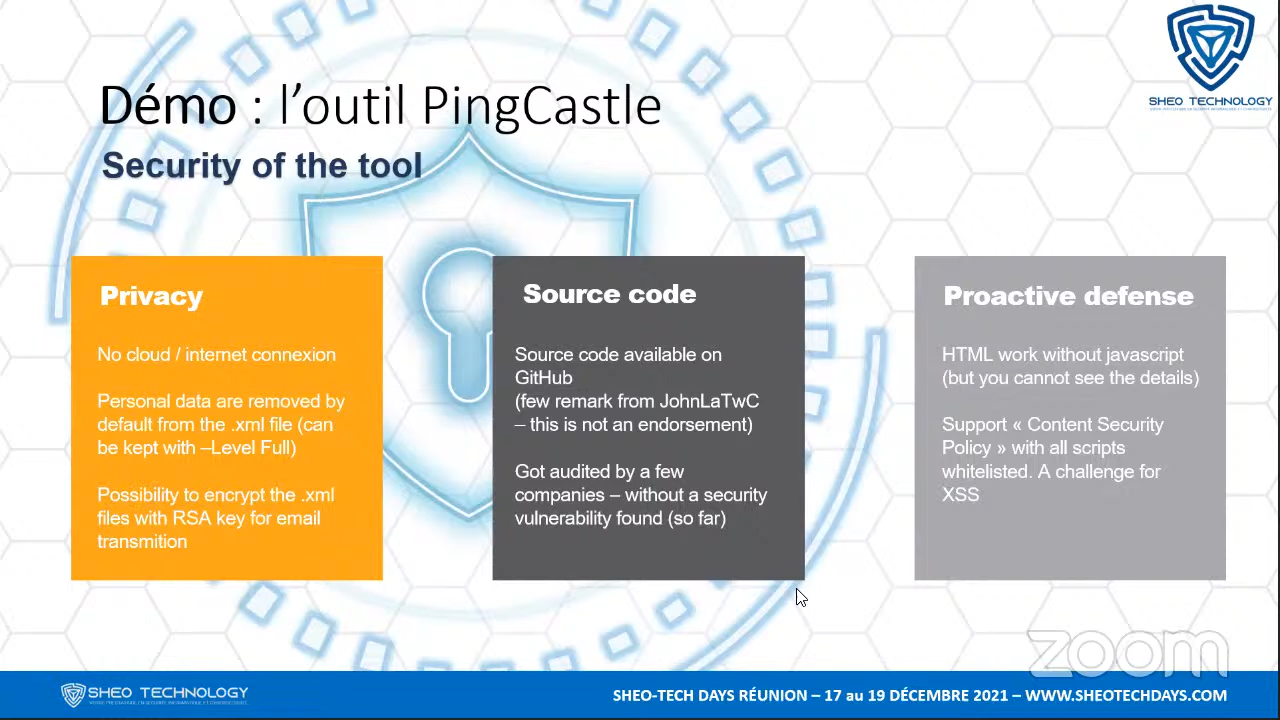 SHEO TECHNOLOGY
Démo : l’outil PingCastle
Security of the tool
Privacy
No cloud / internet connexion
Personal data are removed by
default from the .xml file (can
be kept with –Level Full)
Possibility to encrypt the .xml
files with RSA key for email
transmition
Source code
Source code available on
GitHub
(few remark from JohnLaTwC
– this is not an endorsement)
Got audited by a few
companies – without a security
vulnerability found (so far)
Proactive defense
HTML work without javascript
(but you cannot see the details)
Support « Content Security
Policy » with all scripts
whitelisted. A challenge for
XSS
zoom
SHEO TECHNOLOGY
SHEO-TECH DAYS RÉUNION – 17 au 19 DÉCEMBRE 2021 – WWW.SHEOTECHDAYS.COM